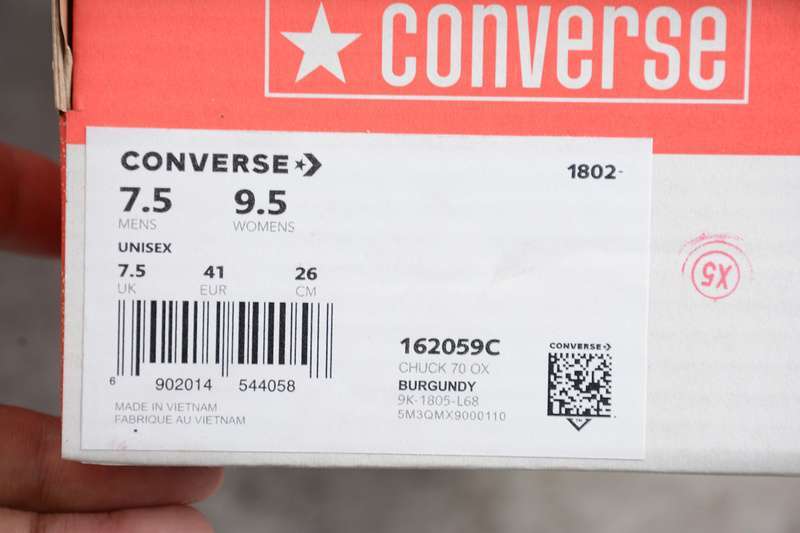 converse
CONVERSE
1802-
7.5 9.5
MENS WOMENS
UNISEX
7.5 41 26
UK EUR CM
6 902014 544058
MADE IN VIETNAM
FABRIQUE AU VIETNAM
162059C
CHUCK 70 OX
BURGUNDY
9K-1805-L68
5M3QMX9000110
CONVERSE
TM
X5